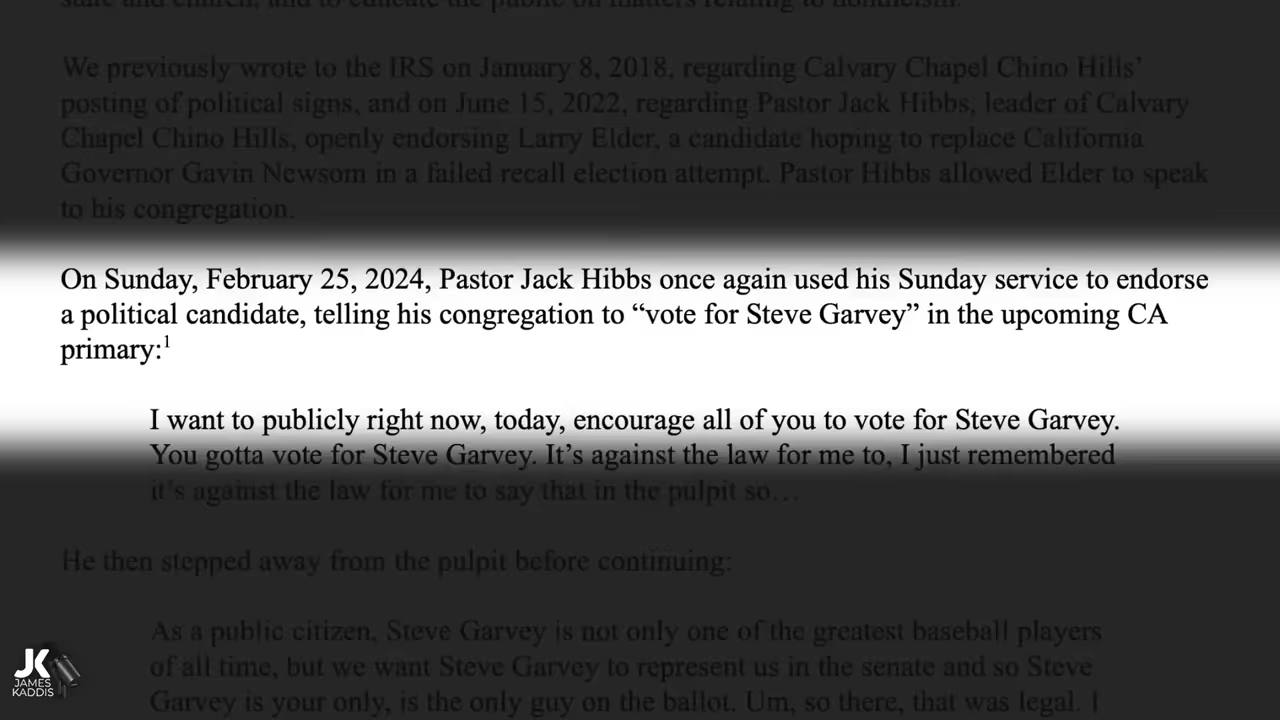 state and church, and to educate the public on matters relating to nontheism.
We previously wrote to the IRS on January 8, 2018, regarding Calvary Chapel Chino Hills’
posting of political signs, and on June 15, 2022, regarding Pastor Jack Hibbs, leader of Calvary
Chapel Chino Hills, openly endorsing Larry Elder, a candidate hoping to replace California
Governor Gavin Newsom in a failed recall election attempt. Pastor Hibbs allowed Elder to speak
to his congregation.
On Sunday, February 25, 2024, Pastor Jack Hibbs once again used his Sunday service to endorse
a political candidate, telling his congregation to “vote for Steve Garvey” in the upcoming CA
primary:¹
I want to publicly right now, today, encourage all of you to vote for Steve Garvey.
You gotta vote for Steve Garvey. It’s against the law for me to, I just remembered
it’s against the law for me to say that in the pulpit so…
He then stepped away from the pulpit before continuing:
As a public citizen, Steve Garvey is not only one of the greatest baseball players
of all time, but we want Steve Garvey to represent us in the senate and so Steve
Garvey is your only, is the only guy on the ballot. Um, so there, that was legal. I
JK
JAMES
KADDIS